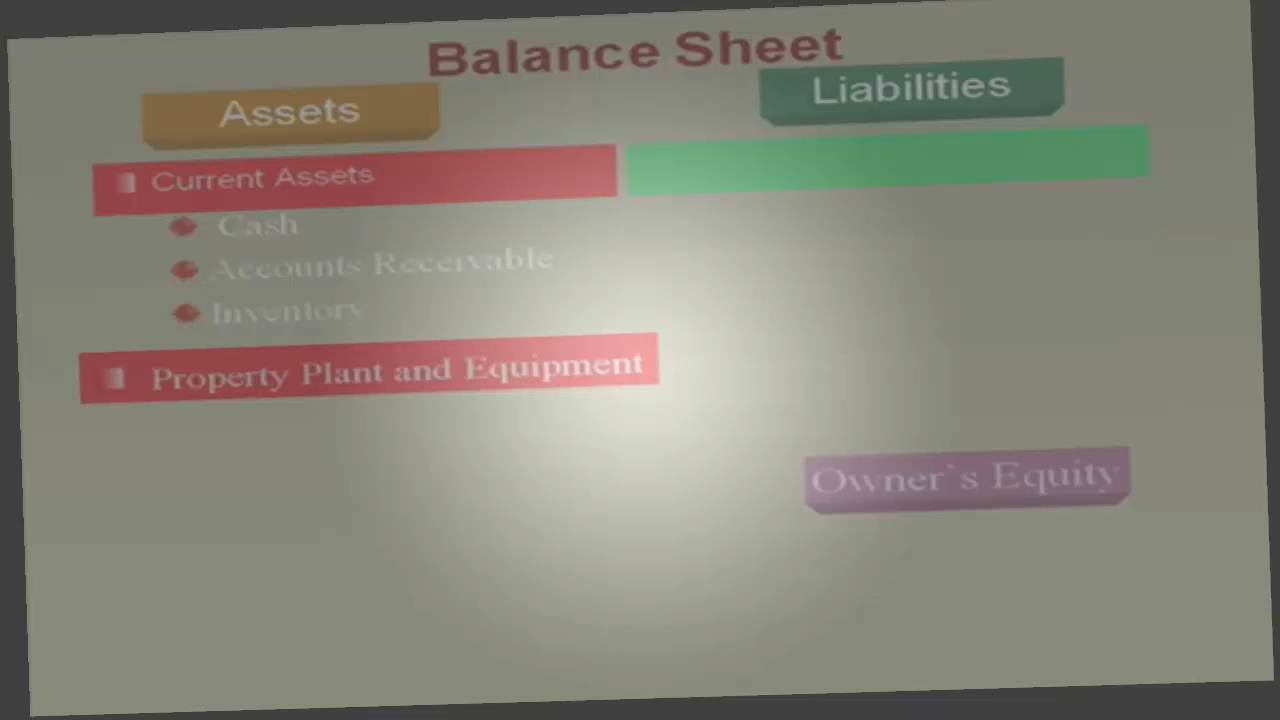 Balance Sheet
Assets
Liabilities
Current Assets
Cash
Accounts Receivable
Inventory
Property Plant and Equipment
Owner`s Equity